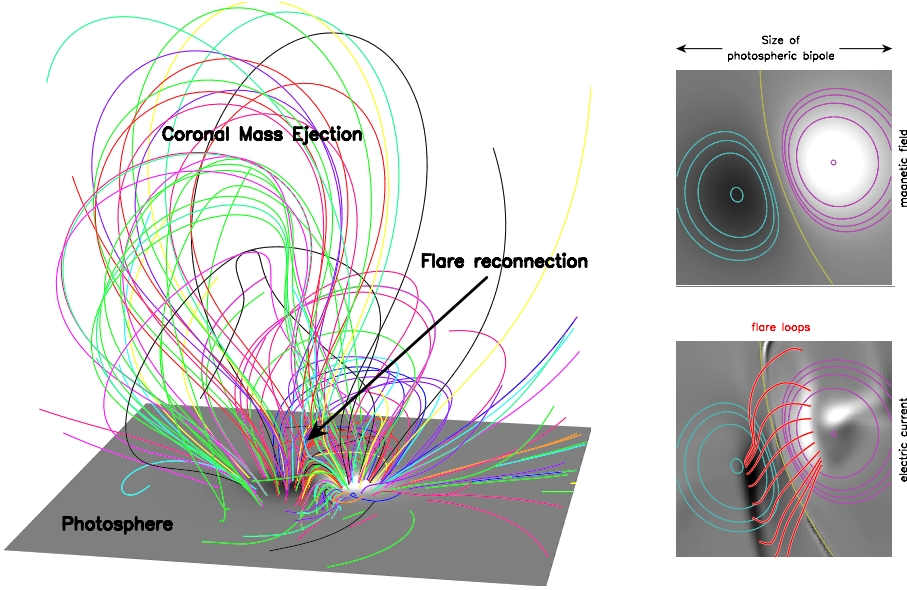 Coronal Mass Ejection
Flare reconnection
Photosphere
Size of
photospheric bipole
magnetic field
flare loops
electric current